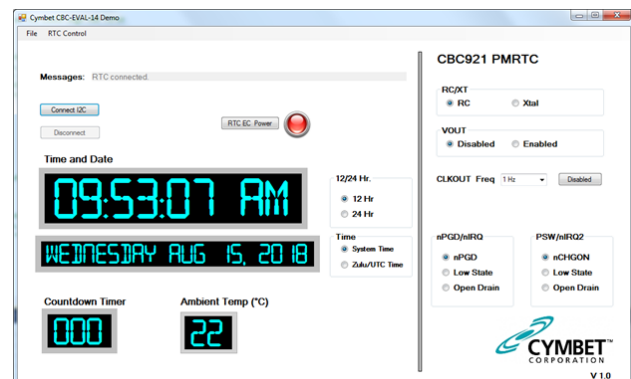 Cymbet CBC-EVAL-14 Demo
File RTC Control
Messages: RTC connected.
Connect I2C
Disconnect
RTC EC Power
Time and Date
09:53:07 AM
WEDNESDAY AUG 15, 2018
12/24 Hr.
12 Hr
24 Hr
Time
System Time
Zulu/UTC Time
Countdown Timer
000
Ambient Temp (°C)
22
CBC921 PMRTC
RC/XT
RC
Xtal
VOUT
Disabled
Enabled
CLKOUT Freq
1 Hz
Disabled
nPGD/nIRQ
nPGD
Low State
Open Drain
PSW/nIRQ2
nCHGON
Low State
Open Drain
CYMBET™
CORPORATION
V 1.0